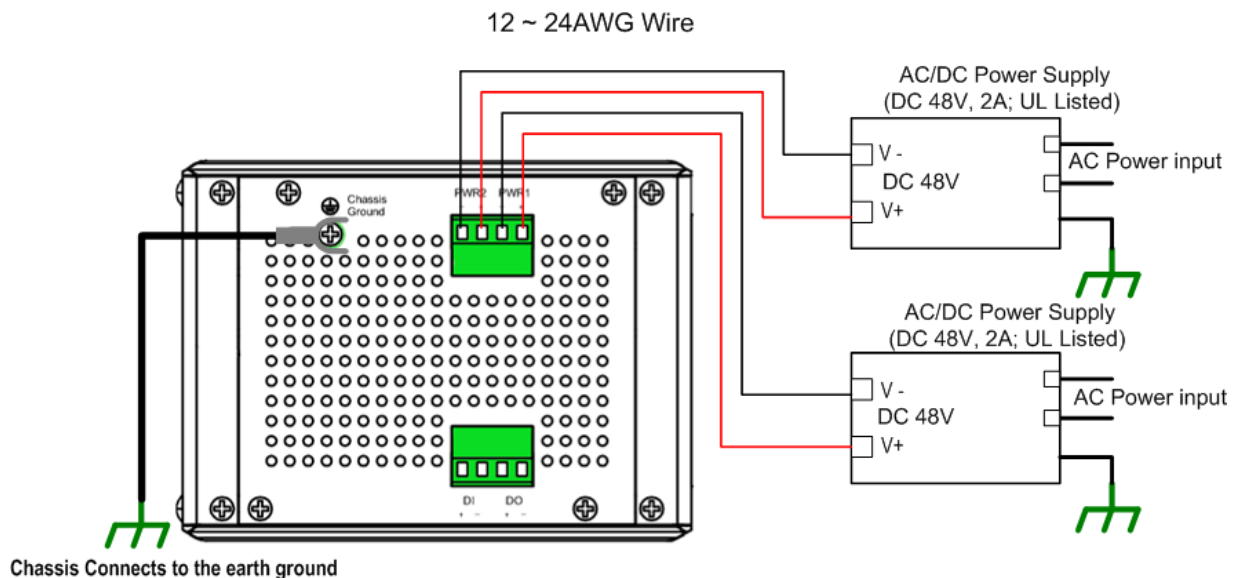 12 ~ 24AWG Wire
AC/DC Power Supply
(DC 48V, 2A; UL Listed)
V -
DC 48V
V+
AC Power input
PWR2 PWR1
Chassis
Ground
AC/DC Power Supply
(DC 48V, 2A; UL Listed)
V -
DC 48V
V+
AC Power input
DI DO
+ - + -
Chassis Connects to the earth ground